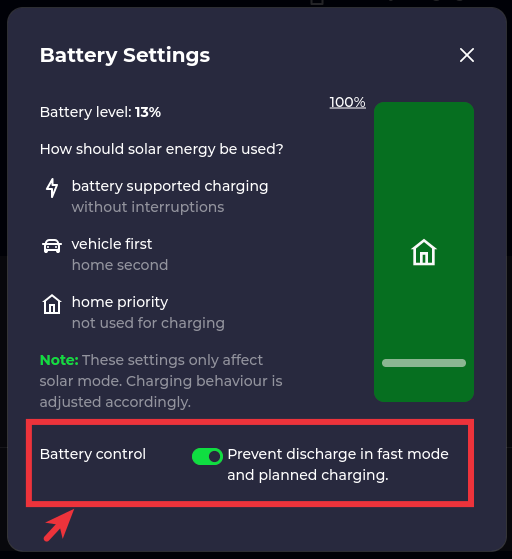 Battery Settings
Battery level: 13%
100%
How should solar energy be used?
battery supported charging
without interruptions
vehicle first
home second
home priority
not used for charging
Note: These settings only affect
solar mode. Charging behaviour is
adjusted accordingly.
Battery control
Prevent discharge in fast mode
and planned charging.